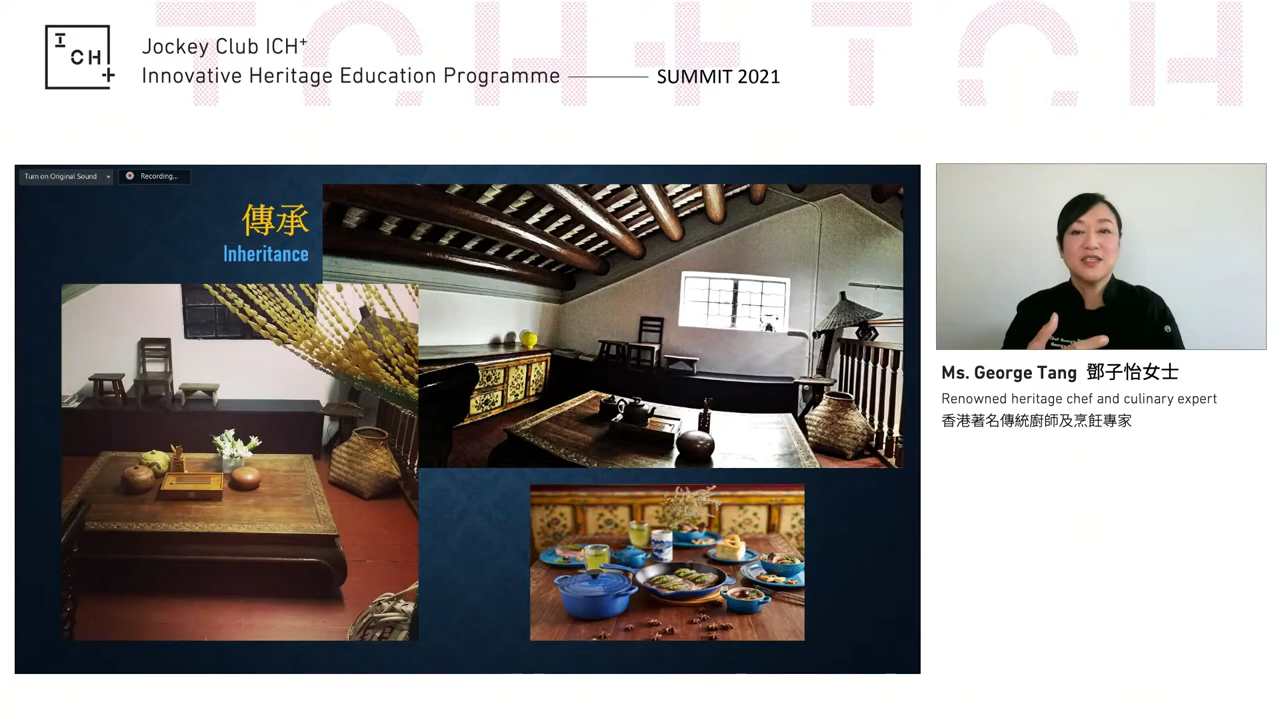 I
CH
+
Jockey Club ICH+
Innovative Heritage Education Programme
SUMMIT 2021
ICH+ ICH
Turn on Original Sound
Recording...
傳承
Inheritance
Ms. George Tang 鄧子怡女士
Renowned heritage chef and culinary expert
香港著名傳統廚師及烹飪專家